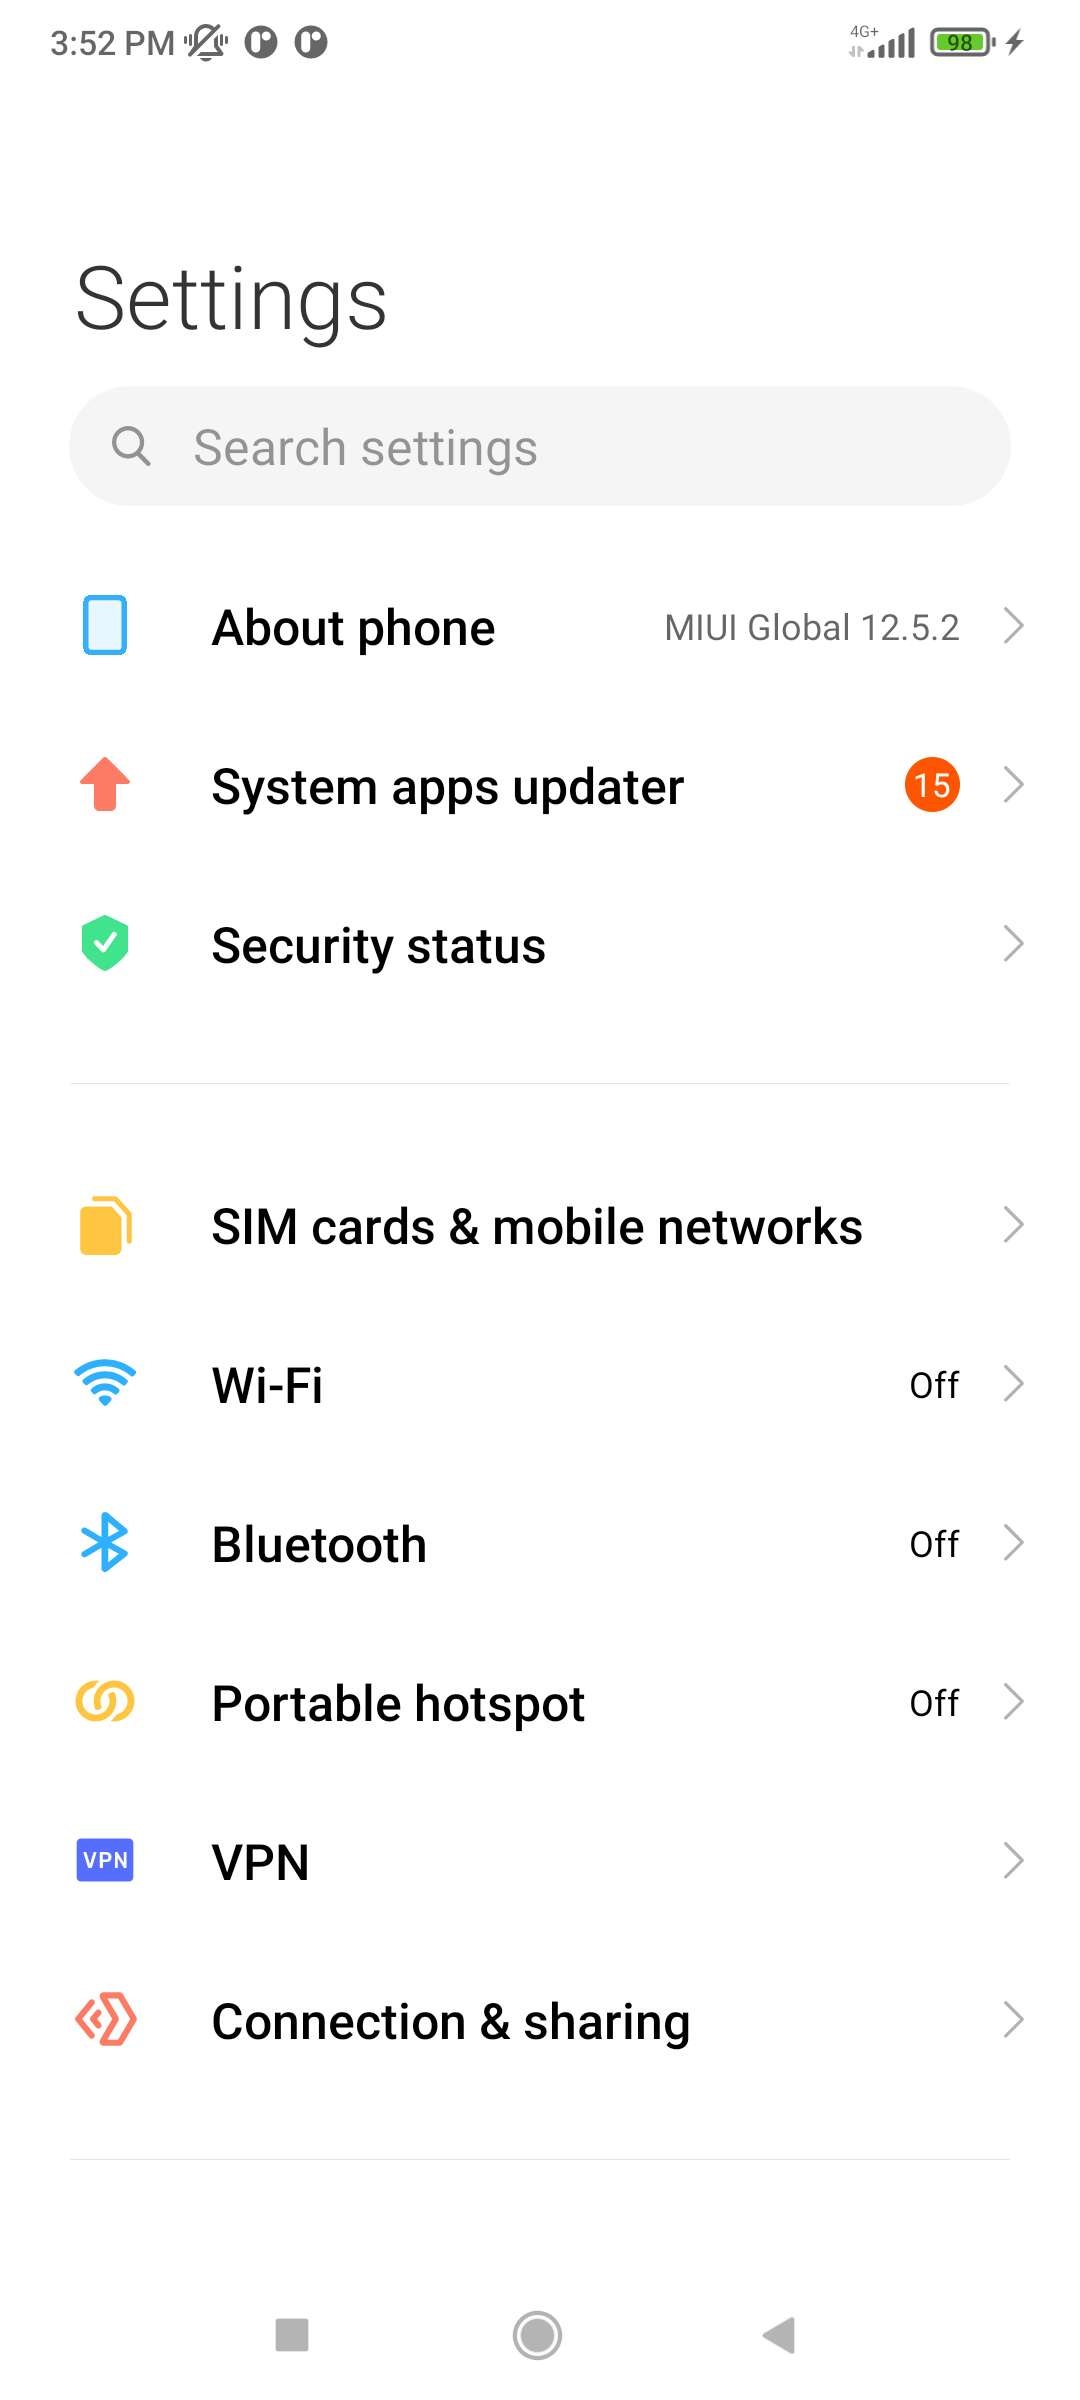 3:52 PM 4G+ 98
Settings
Search settings
About phone MIUI Global 12.5.2
System apps updater 15
Security status
SIM cards & mobile networks
Wi-Fi Off
Bluetooth Off
Portable hotspot Off
VPN VPN
Connection & sharing